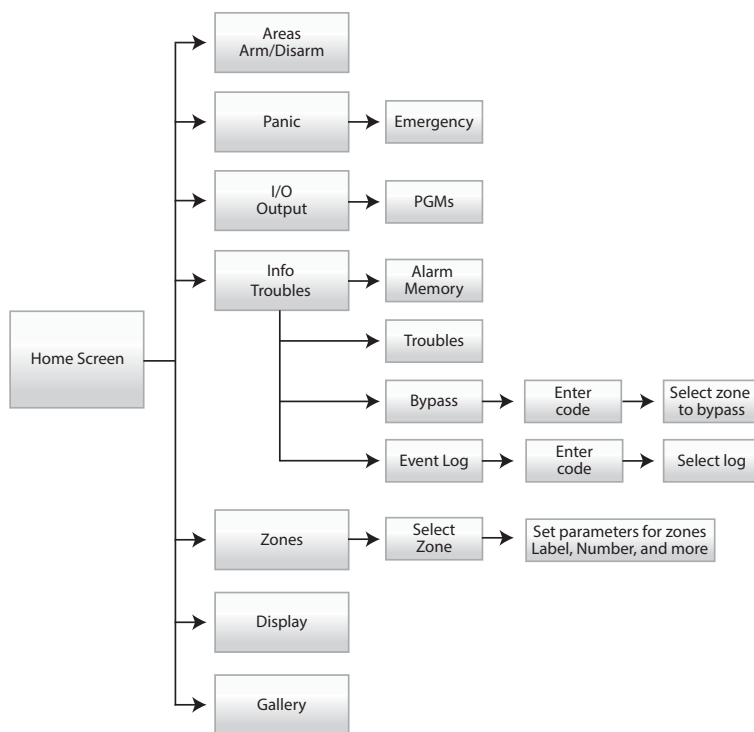 Areas
Arm/Disarm
Panic
Emergency
I/O
Output
PGMs
Info
Troubles
Alarm
Memory
Home Screen
Troubles
Bypass
Enter
code
Select zone
to bypass
Event Log
Enter
code
Select log
Zones
Select
Zone
Set parameters for zones
Label, Number, and more
Display
Gallery